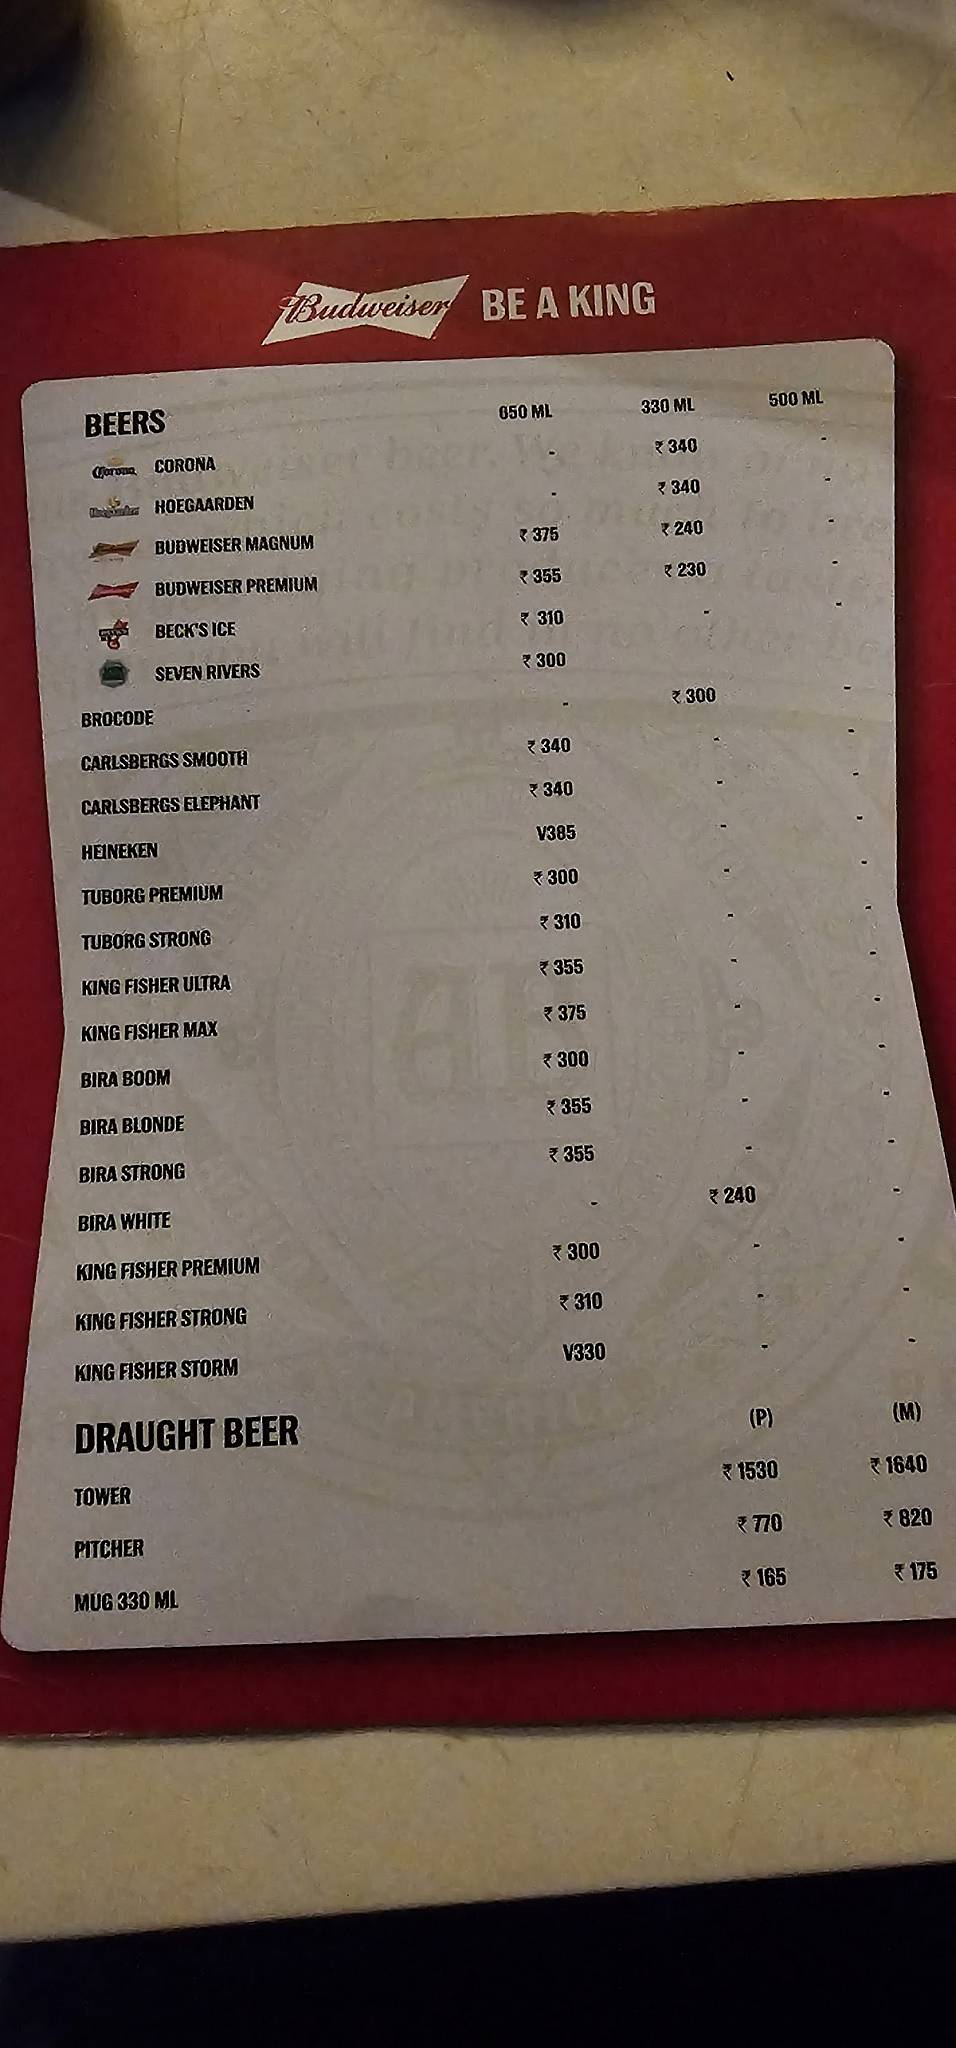 Budweiser BE A KING
BEERS 650 ML 330 ML 500 ML
Corona CORONA - ₹ 340 -
Hoegaarden HOEGAARDEN - ₹ 340 -
BUDWEISER MAGNUM ₹ 375 ₹ 240 -
BUDWEISER PREMIUM ₹ 355 ₹ 230 -
BECK'S ICE ₹ 310 - -
SEVEN RIVERS ₹ 300
BROCODE - ₹ 300 -
CARLSBERGS SMOOTH ₹ 340 - -
CARLSBERGS ELEPHANT ₹ 340 - -
HEINEKEN V385 - -
TUBORG PREMIUM ₹ 300 - -
TUBORG STRONG ₹ 310 - -
KING FISHER ULTRA ₹ 355 - -
KING FISHER MAX ₹ 375 - -
BIRA BOOM ₹ 300 - -
BIRA BLONDE ₹ 355 - -
BIRA STRONG ₹ 355 - -
BIRA WHITE - ₹ 240 -
KING FISHER PREMIUM ₹ 300 - -
KING FISHER STRONG ₹ 310 - -
KING FISHER STORM V330 - -
DRAUGHT BEER (P) (M)
TOWER ₹ 1530 ₹ 1640
PITCHER ₹ 770 ₹ 820
MUG 330 ML ₹ 165 ₹ 175